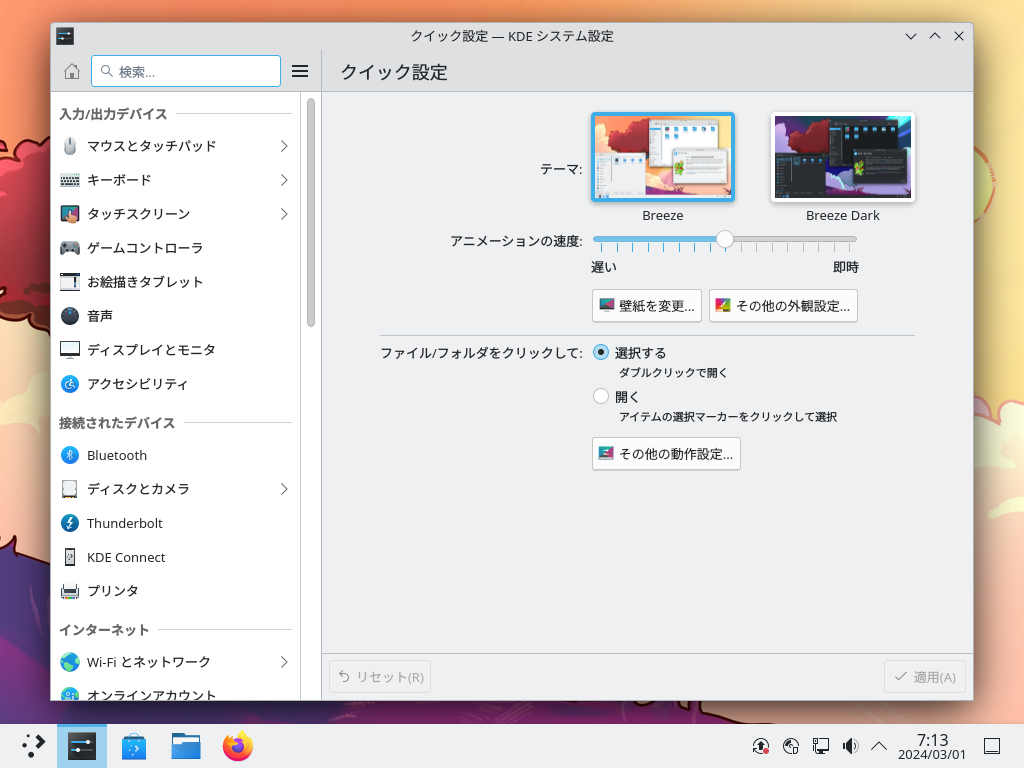 クイック設定 — KDE システム設定
検索...
クイック設定
入力/出力デバイス
マウスとタッチパッド
キーボード
タッチスクリーン
ゲームコントローラ
お絵描きタブレット
音声
ディスプレイとモニタ
アクセシビリティ
接続されたデバイス
Bluetooth
ディスクとカメラ
Thunderbolt
KDE Connect
プリンタ
インターネット
Wi-Fi とネットワーク
オンラインアカウント
テーマ:
Breeze
Breeze Dark
アニメーションの速度:
遅い
即時
壁紙を変更...
その他の外観設定...
ファイル/フォルダをクリックして:
選択する
ダブルクリックで開く
開く
アイテムの選択マーカーをクリックして選択
その他の動作設定...
リセット(R)
適用(A)
7:13
2024/03/01